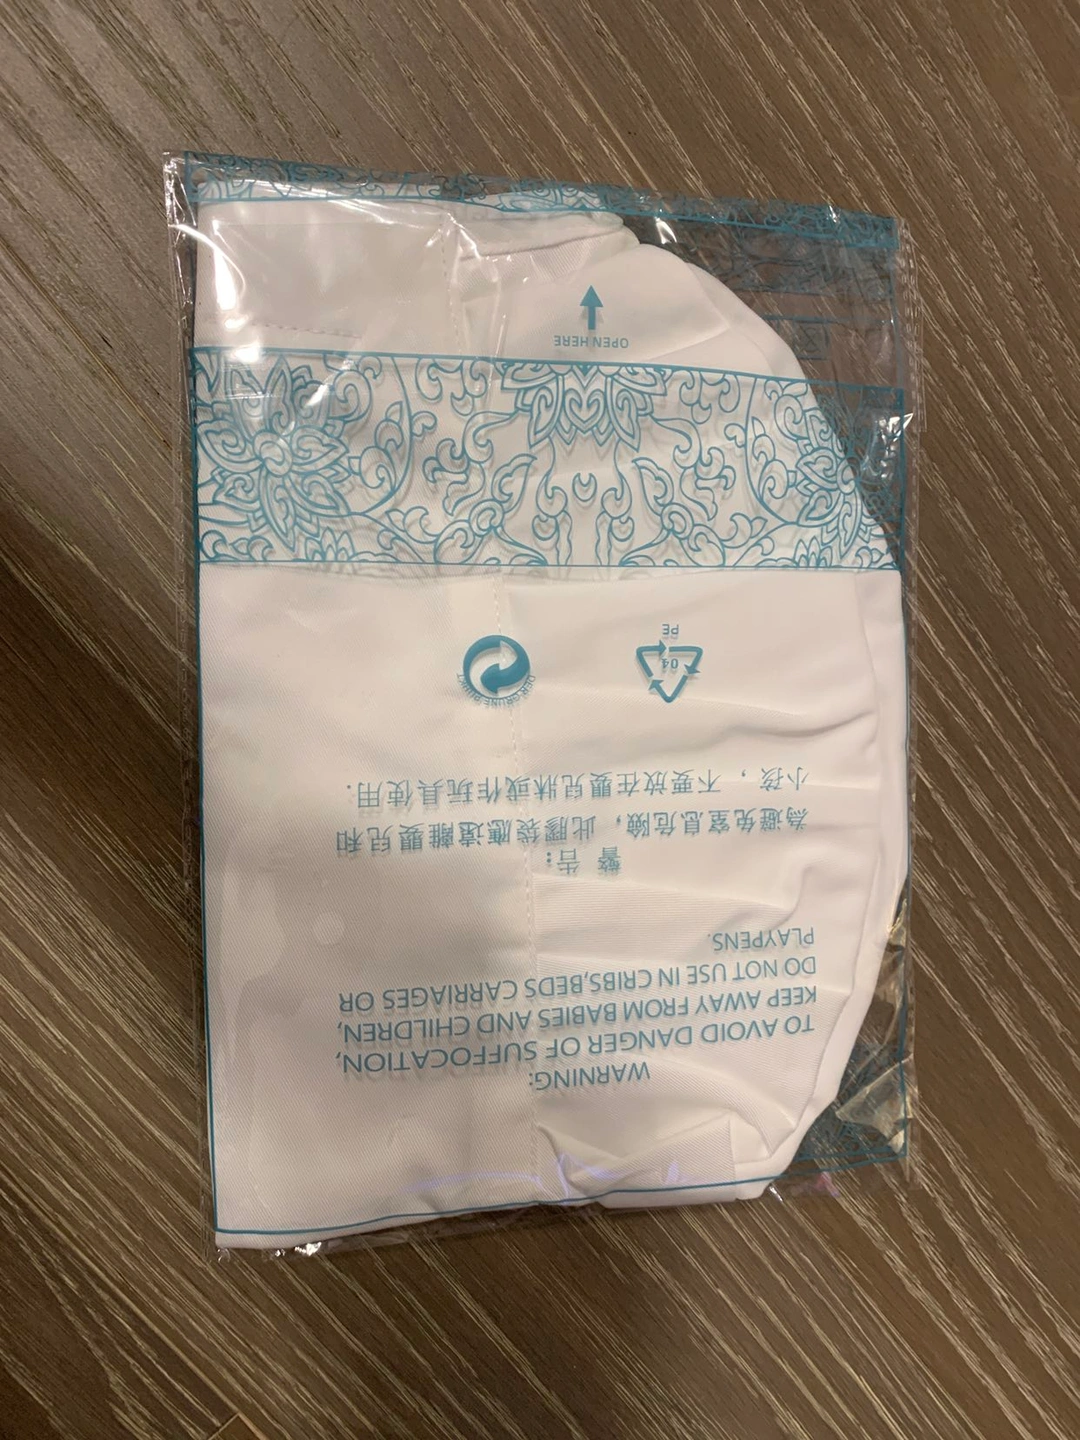 WARNING:
TO AVOID DANGER OF SUFFOCATION,
KEEP AWAY FROM BABIES AND CHILDREN,
DO NOT USE IN CRIBS,BEDS CARRIAGES OR
PLAYPENS.
警 告:
為避免窒息危險，此膠袋應遠離嬰兒和
小孩，不要放在嬰兒牀或作玩具使用.
04
PE
DER GRÜNE PUNKT
OPEN HERE